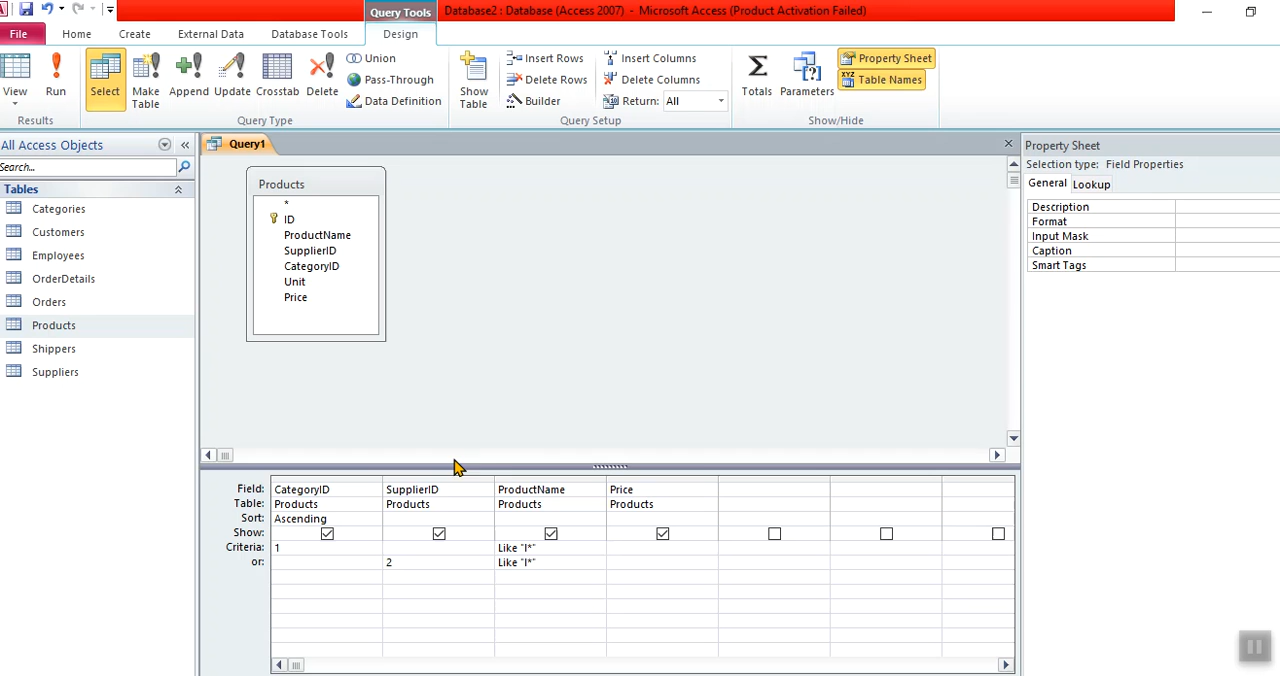 Query Tools
Database2 : Database (Access 2007) - Microsoft Access (Product Activation Failed)
File Home Create External Data Database Tools Design
View
Run
Select
Make Table
Append
Update
Crosstab
Delete
Union
Pass-Through
Data Definition
Show Table
Insert Rows
Delete Rows
Builder
Insert Columns
Delete Columns
Return: All
Totals
Parameters
Property Sheet
XYZ Table Names
Results
Query Type
Query Setup
Show/Hide
All Access Objects
Search...
Tables
Categories
Customers
Employees
OrderDetails
Orders
Products
Shippers
Suppliers
Query1
Products
*
ID
ProductName
SupplierID
CategoryID
Unit
Price
Field: CategoryID SupplierID ProductName Price
Table: Products Products Products Products
Sort: Ascending
Show:
Criteria: 1 Like "I*"
or: 2 Like "I*"
Property Sheet
Selection type: Field Properties
General Lookup
Description
Format
Input Mask
Caption
Smart Tags